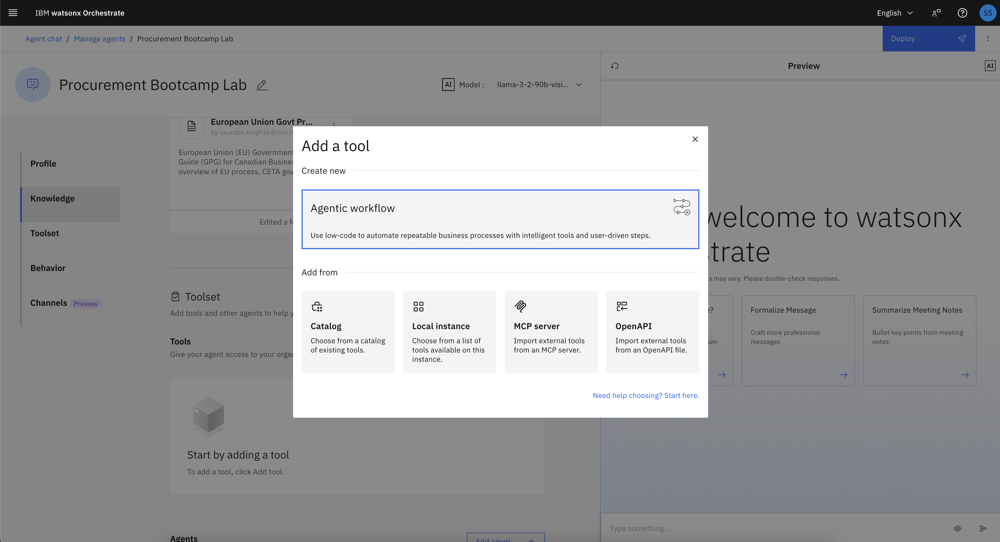 IBM watsonx Orchestrate
English
SS
Agent chat / Manage agents / Procurement Bootcamp Lab
Deploy
Procurement Bootcamp Lab
AI Model : llama-3-2-90b-visi...
Preview
AI
Profile
Knowledge
Toolset
Behavior
Channels Preview
European Union Govt Pr...
by saurabh.singh36@ibm.c
European Union (EU) Government
Guide (GPG) for Canadian
overview of EU process, CETA
Edited a
Toolset
Add tools and other agents to help
Tools
Give your agent access to your
Start by adding a tool
To add a tool, click Add tool.
Agents
Add agent +
Add a tool
Create new
Agentic workflow
Use low-code to automate repeatable business processes with intelligent tools and user-driven steps.
Add from
Catalog
Choose from a catalog
of existing tools.
Local instance
Choose from a list of
tools available on this
instance.
MCP server
Import external tools
from an MCP server.
OpenAPI
Import external tools
from an OpenAPI file.
Need help choosing? Start here.
welcome to watsonx
strate
may vary. Please double-check responses.
e?
Gen
Formalize Message
Craft more professional
messages
Summarize Meeting Notes
Bullet key points from meeting
notes
Type something...